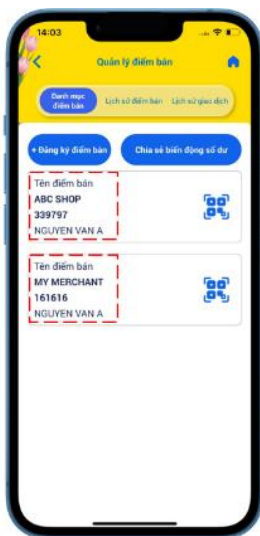 14:03
Quản lý điểm bán
Danh mục
điểm bán
Lịch sử điểm bán
Lịch sử giao dịch
+ Đăng ký điểm bán
Chia sẻ biến động số dư
Tên điểm bán
ABC SHOP
339797
NGUYEN VAN A
Tên điểm bán
MY MERCHANT
161616
NGUYEN VAN A